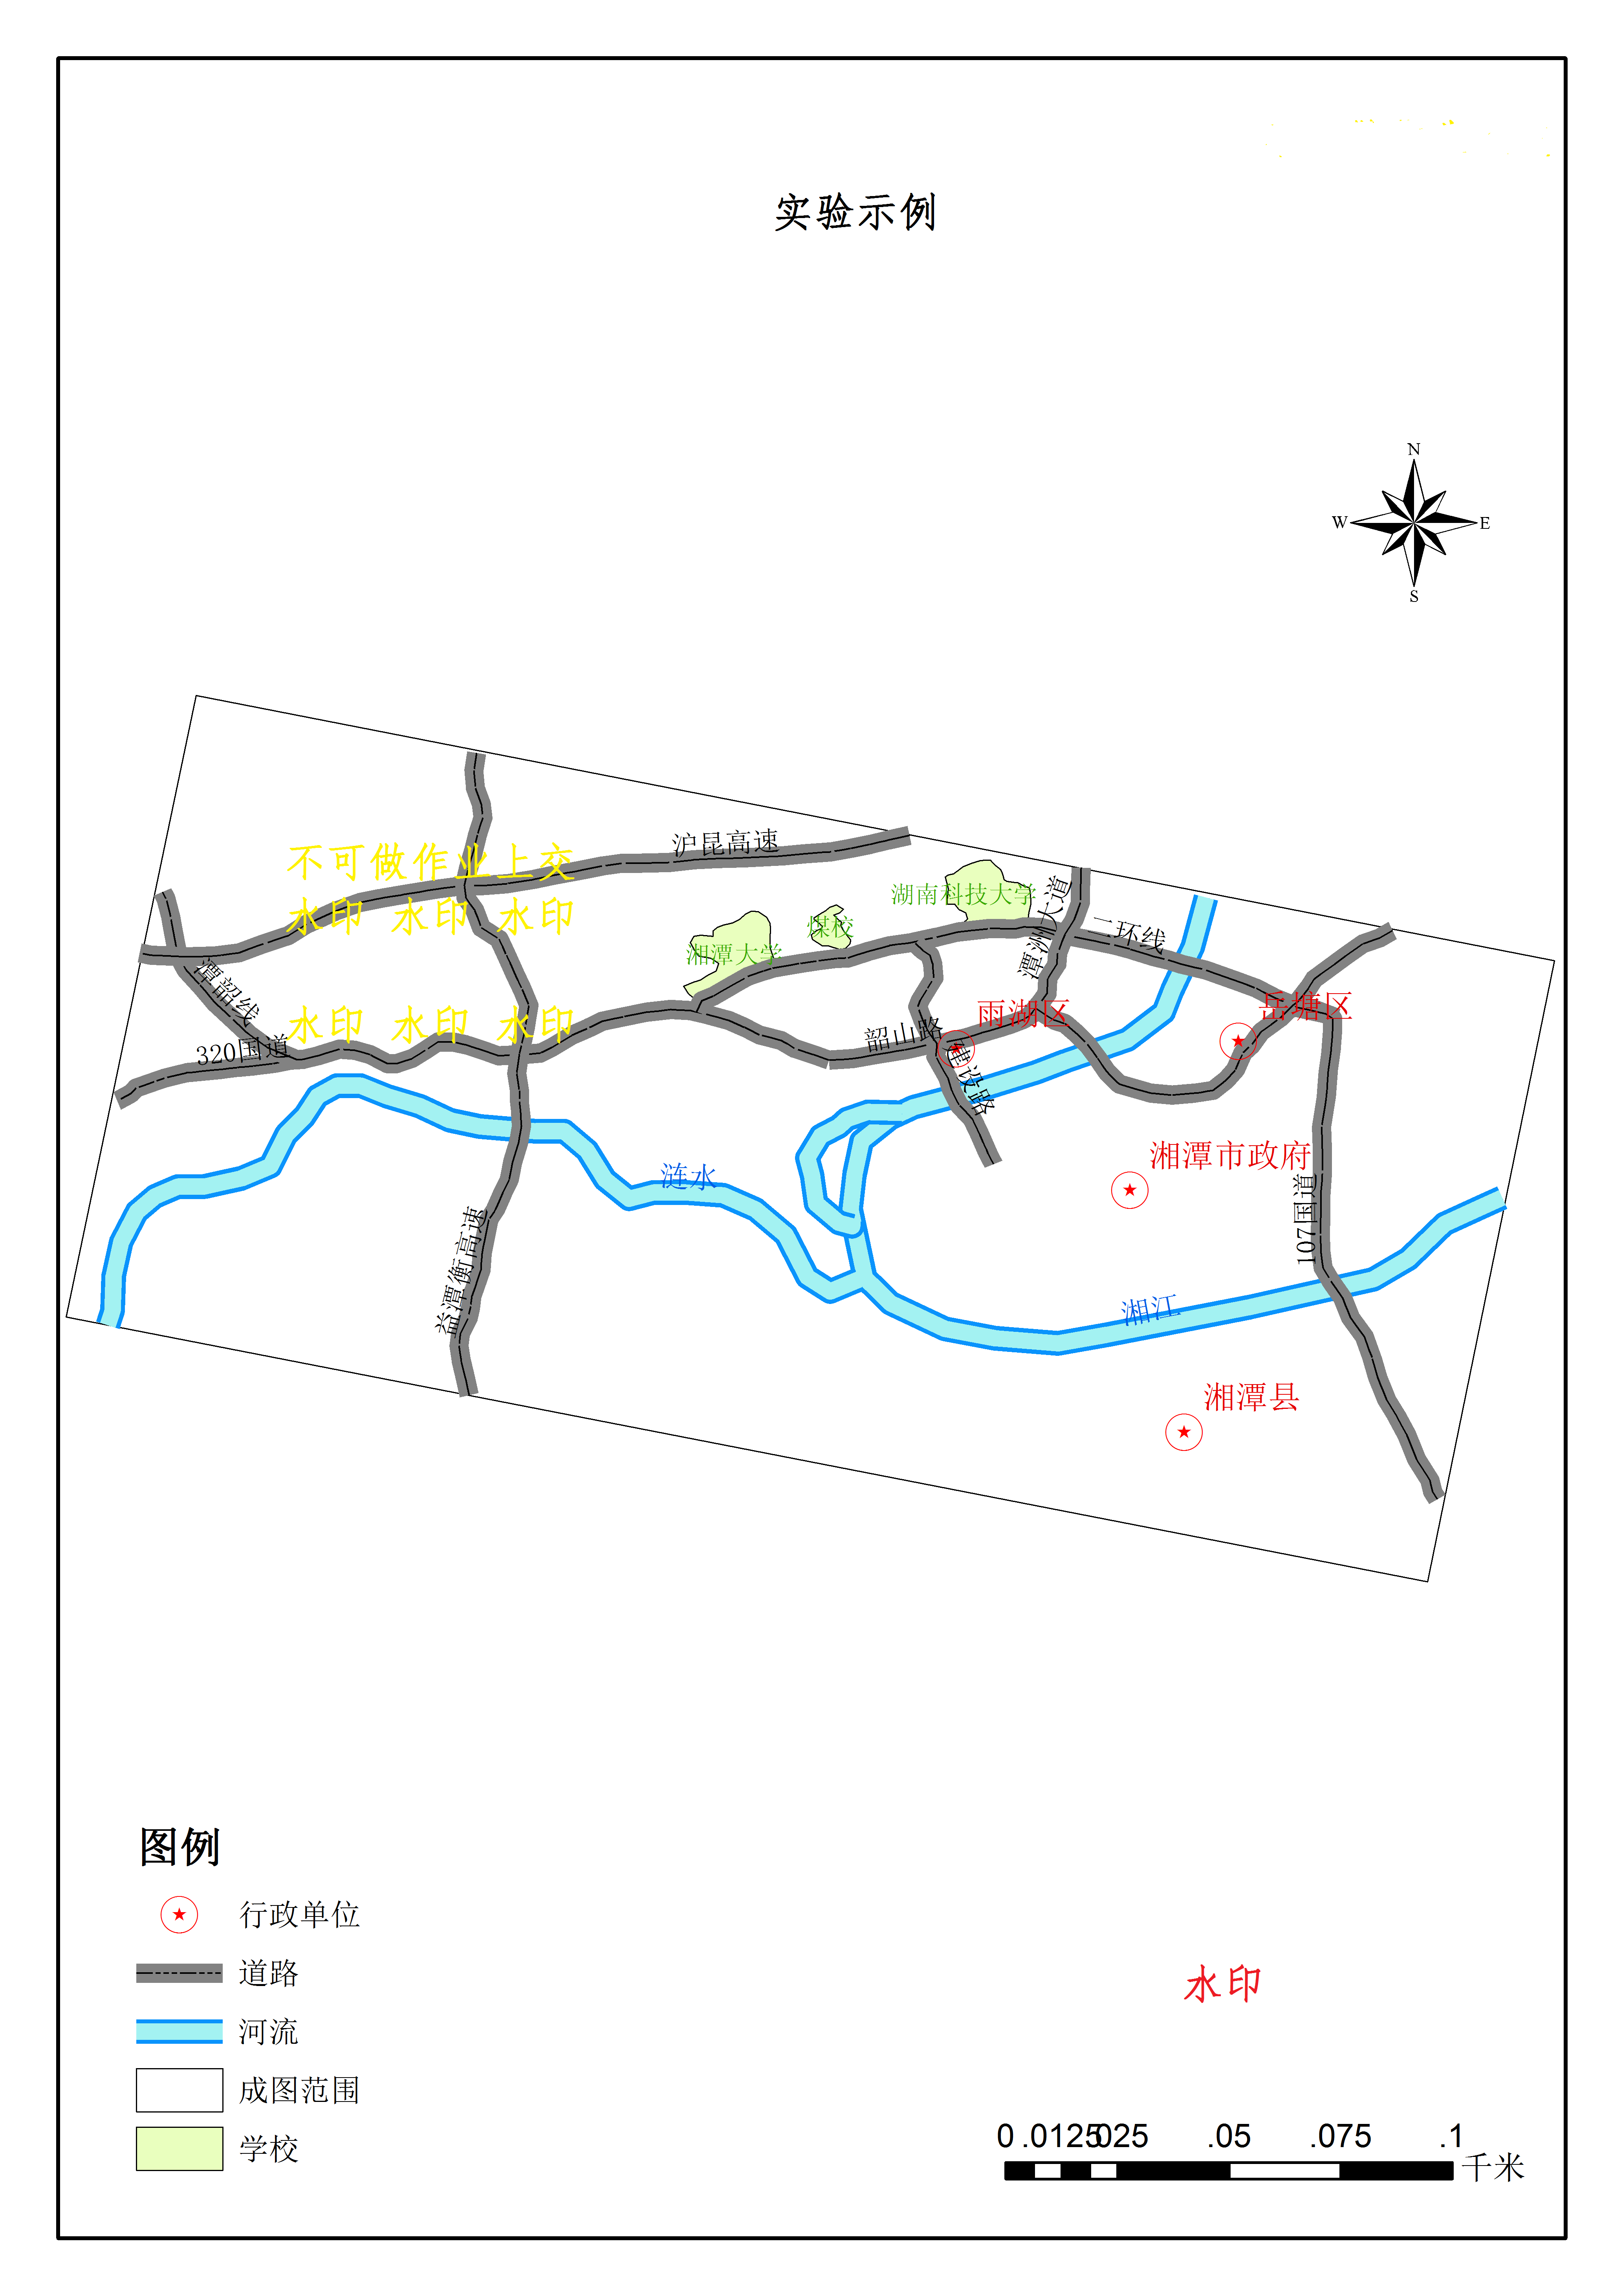 实验示例
N
W
E
S
沪昆高速
不可做作业上交
水印 水印 水印
湖南科技大学
煤校
湘潭大学
潭洲大道
二环线
潭韶线
320国道
水印 水印 水印
韶山路
雨湖区
岳塘区
建设路
湘潭市政府
涟水
107国道
益潭衡高速
湘江
湘潭县
图例
行政单位
道路
河流
成图范围
学校
水印
0 .0125 .025 .05 .075 .1
千米